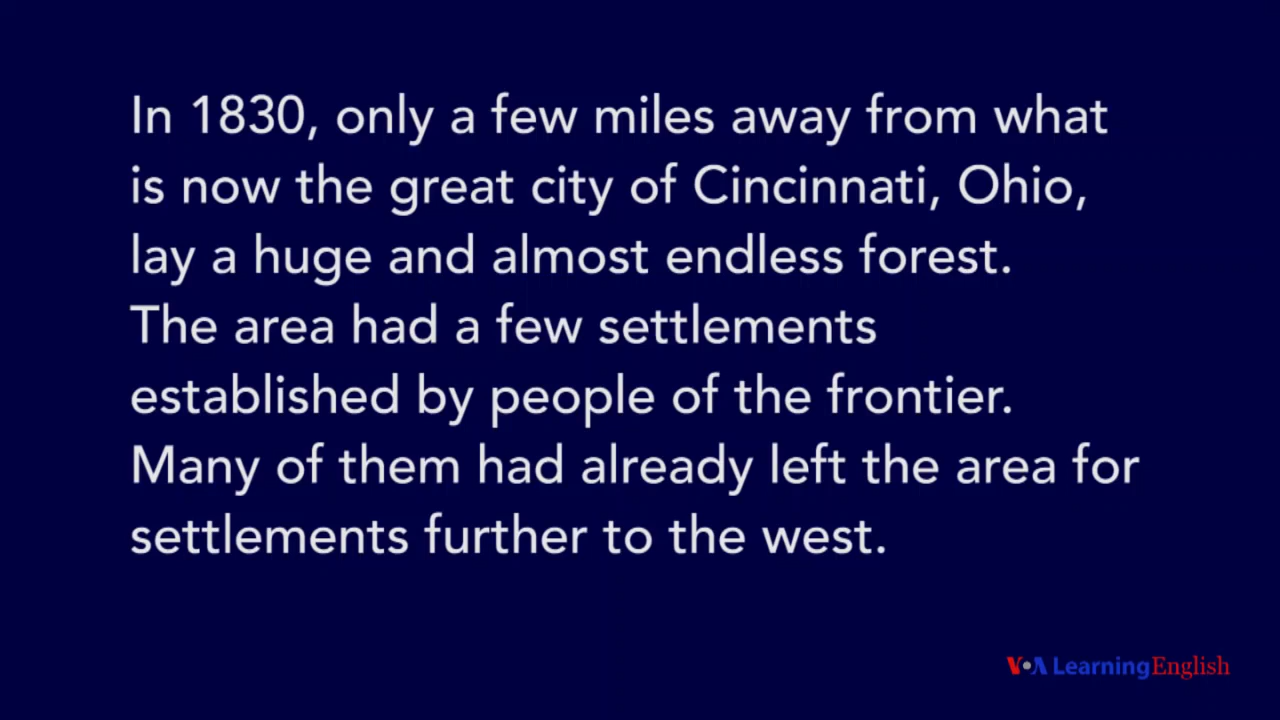 In 1830, only a few miles away from what
is now the great city of Cincinnati, Ohio,
lay a huge and almost endless forest.
The area had a few settlements
established by people of the frontier.
Many of them had already left the area for
settlements further to the west.
VOA Learning English